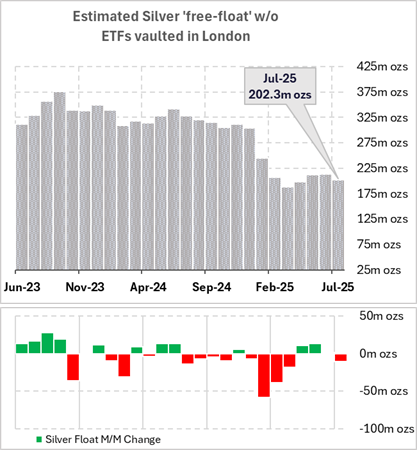 Estimated Silver 'free-float' w/o
ETFs vaulted in London
Jul-25
202.3m ozs
425m ozs
375m ozs
325m ozs
275m ozs
225m ozs
175m ozs
125m ozs
75m ozs
25m ozs
Jun-23 Nov-23 Apr-24 Sep-24 Feb-25 Jul-25
50m ozs
0m ozs
-50m ozs
-100m ozs
Silver Float M/M Change